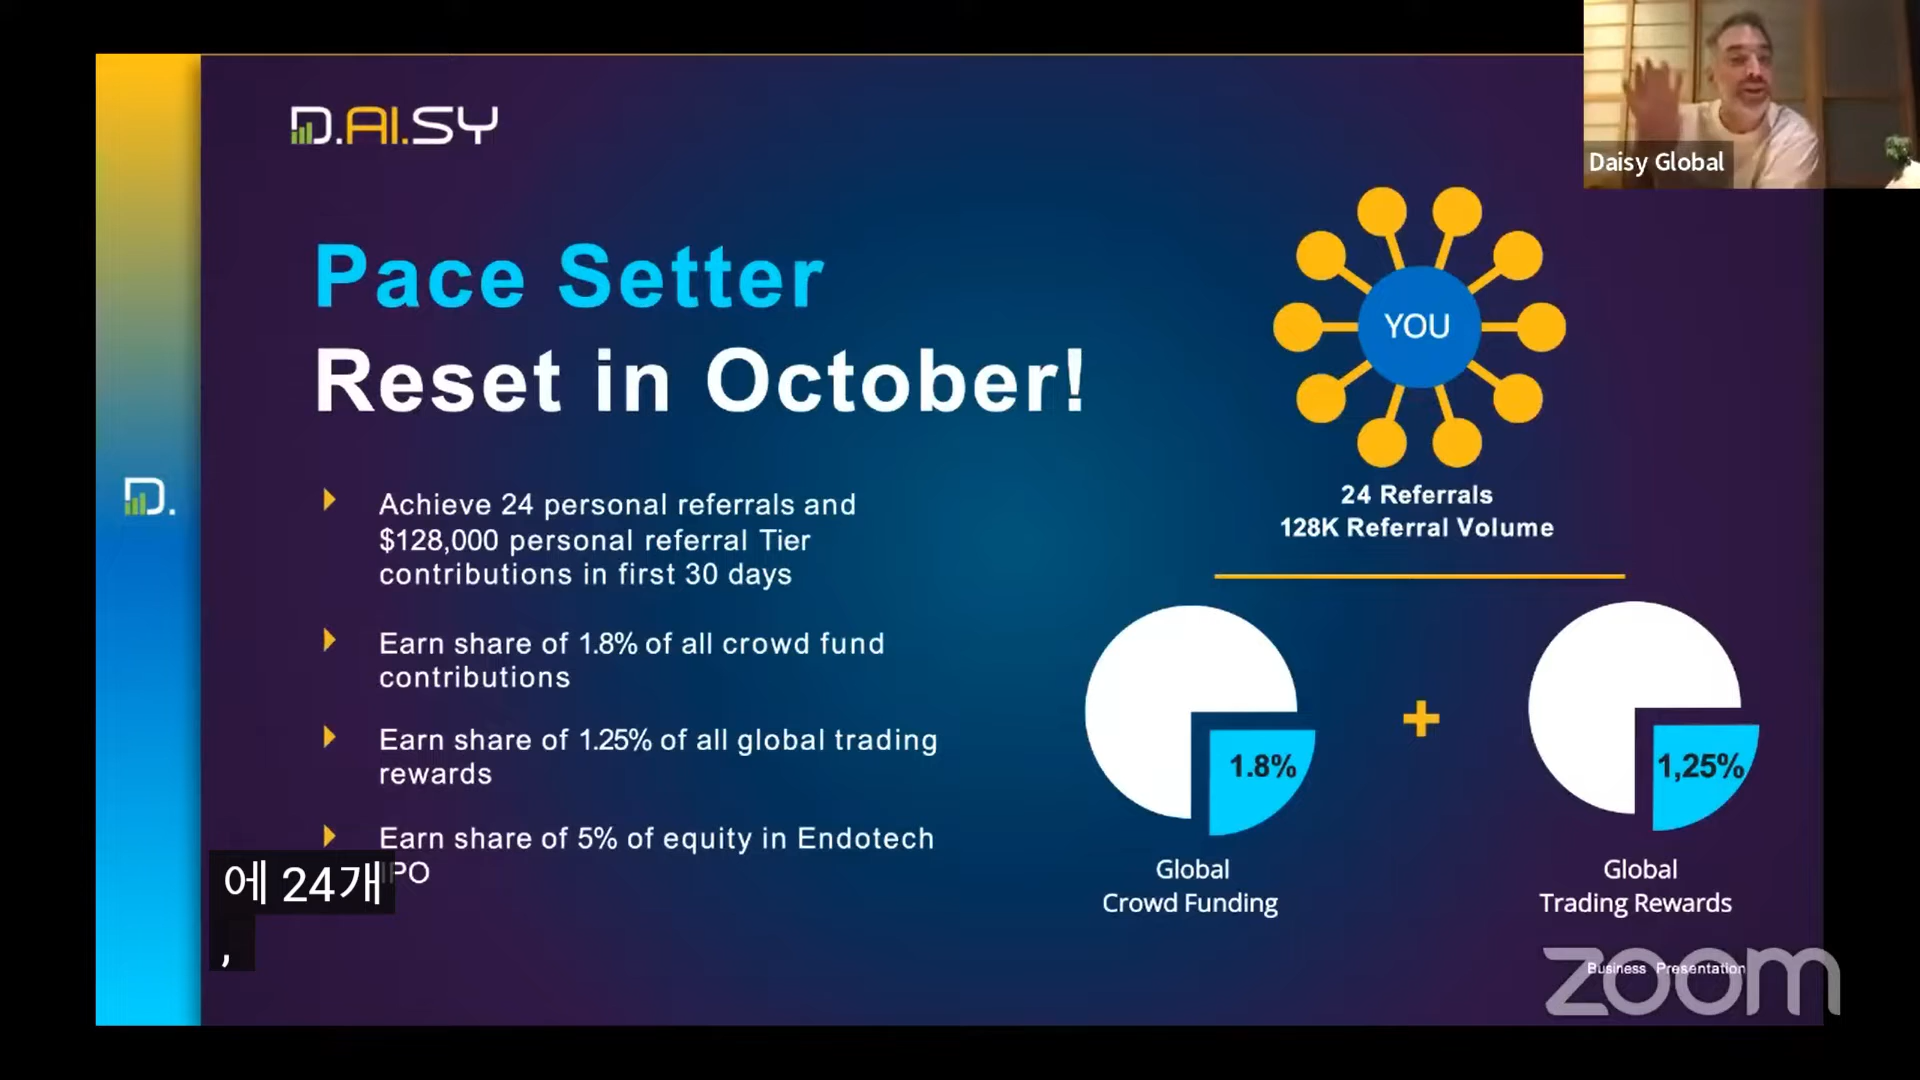 D.AI.SY
Daisy Global
Pace Setter
Reset in October!
YOU
24 Referrals
128K Referral Volume
D.
Achieve 24 personal referrals and
$128,000 personal referral Tier
contributions in first 30 days
Earn share of 1.8% of all crowd fund
contributions
Earn share of 1.25% of all global trading
rewards
Earn share of 5% of equity in Endotech
IPO
1.8%
+
1,25%
Global
Crowd Funding
Global
Trading Rewards
에 24개
,
Business Presentation
zoom